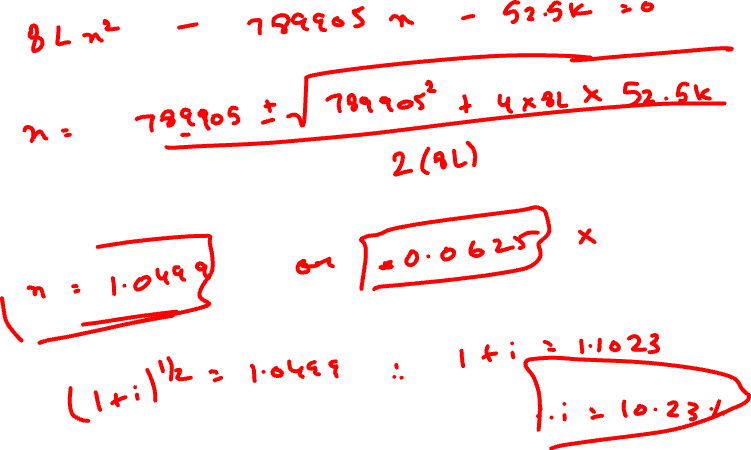 8L x² - 789905 x - 52.5K = 0
x = 789905 ± √789905² + 4 × 8L × 52.5K
2(8L)
x = 1.0499 or -0.0625 ×
(1+i)^1/2 = 1.0499 ∴ 1+i = 1.1023
∴ i = 10.23%